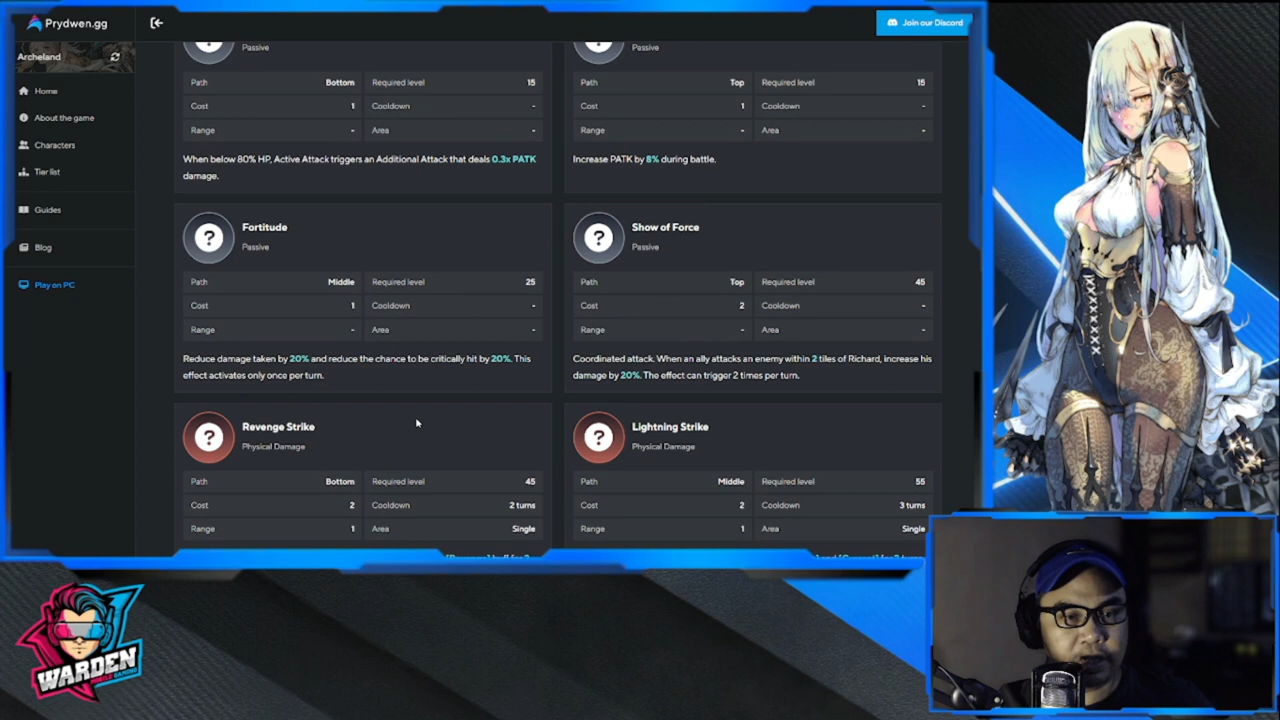 Prydwen.gg
Join our Discord
Archeland
Home
About the game
Characters
Tier list
Guides
Blog
Play on PC
Passive
Path Bottom Required level 15
Cost 1 Cooldown -
Range - Area -
When below 80% HP, Active Attack triggers an Additional Attack that deals 0.3x PATK
damage.
Passive
Path Top Required level 15
Cost 1 Cooldown -
Range - Area -
Increase PATK by 8% during battle.
? Fortitude
Passive
Path Middle Required level 25
Cost 1 Cooldown -
Range - Area -
Reduce damage taken by 20% and reduce the chance to be critically hit by 20%. This
effect activates only once per turn.
? Show of Force
Passive
Path Top Required level 45
Cost 2 Cooldown -
Range - Area -
Coordinated attack. When an ally attacks an enemy within 2 tiles of Richard, increase his
damage by 20%. The effect can trigger 2 times per turn.
? Revenge Strike
Physical Damage
Path Bottom Required level 45
Cost 2 Cooldown 2 turns
Range 1 Area Single
? Lightning Strike
Physical Damage
Path Middle Required level 55
Cost 2 Cooldown 3 turns
Range 1 Area Single
WARDEN
MOBILE GAMING